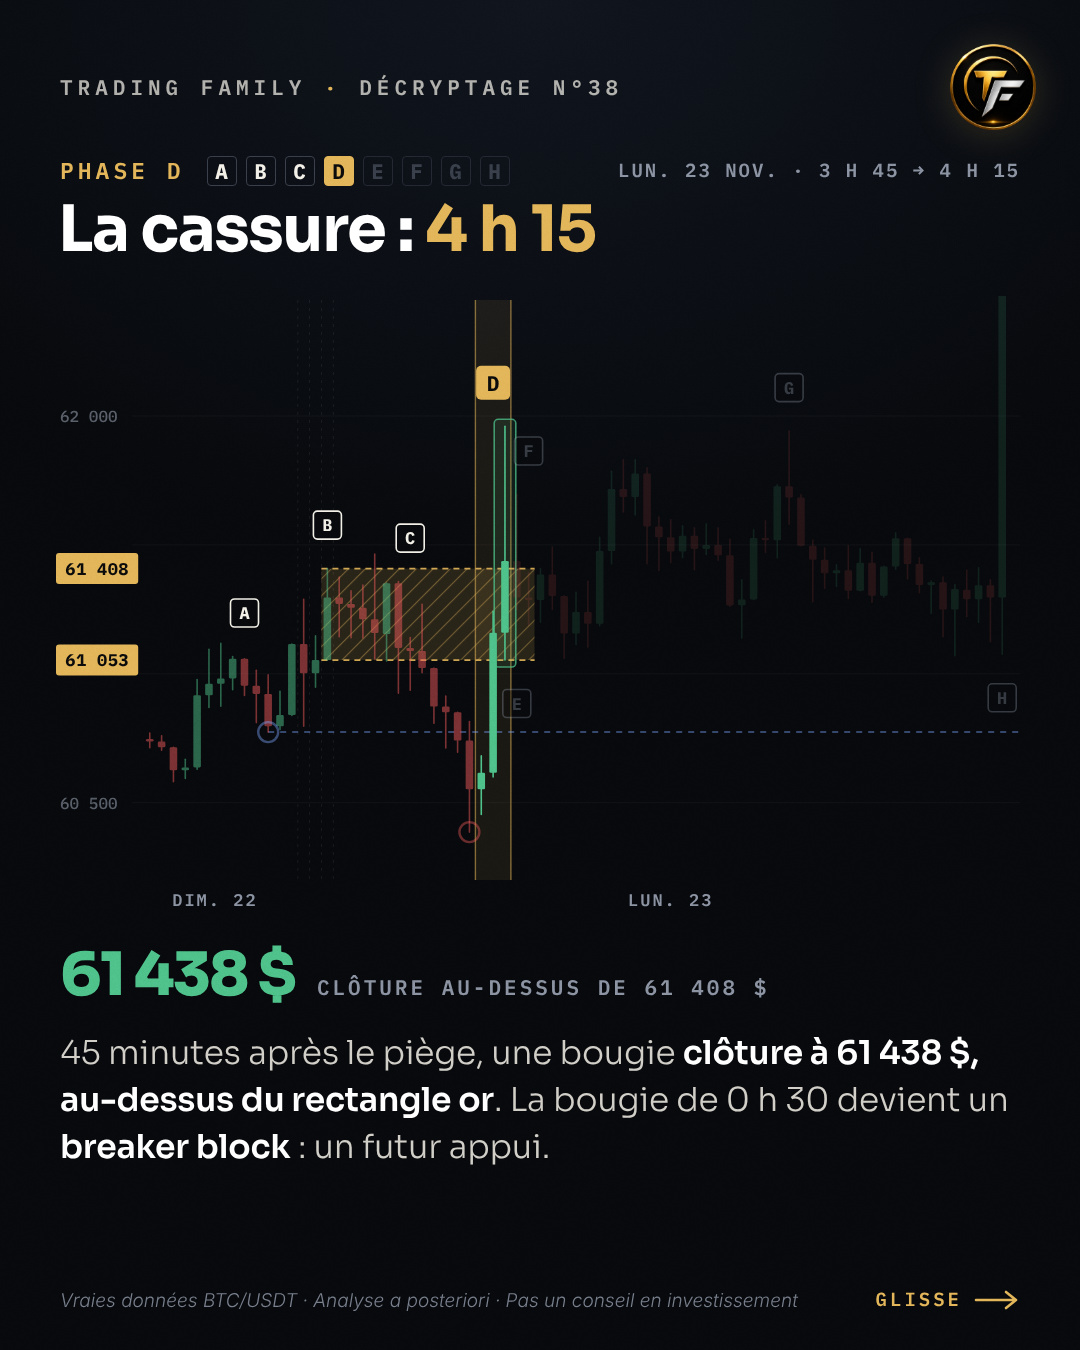 TRADING FAMILY · DÉCRYPTAGE N°38
TF
PHASE D A B C D E F G H
LUN. 23 NOV. · 3 H 45 → 4 H 15
La cassure : 4 h 15
D
G
62 000
F
B
C
61 408
A
61 053
E
H
60 500
DIM. 22
LUN. 23
61 438 $ CLÔTURE AU-DESSUS DE 61 408 $
45 minutes après le piège, une bougie clôture à 61 438 $,
au-dessus du rectangle or. La bougie de 0 h 30 devient un
breaker block : un futur appui.
Vraies données BTC/USDT · Analyse a posteriori · Pas un conseil en investissement
GLISSE →